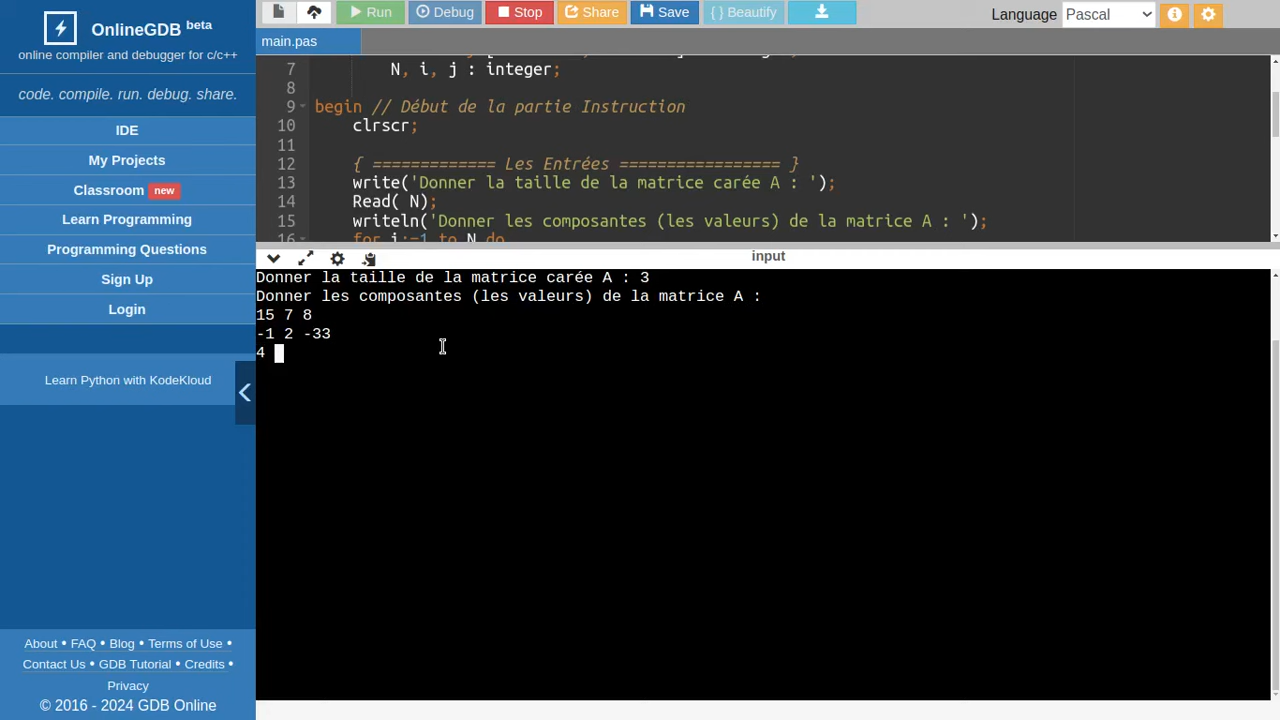 OnlineGDB beta
online compiler and debugger for c/c++
code. compile. run. debug. share.
IDE
My Projects
Classroom new
Learn Programming
Programming Questions
Sign Up
Login
Learn Python with KodeKloud
About • FAQ • Blog • Terms of Use •
Contact Us • GDB Tutorial • Credits •
Privacy
© 2016 - 2024 GDB Online
Run Debug Stop Share Save { } Beautify Language Pascal
main.pas
7 N, i, j : integer;
8
9 begin // Début de la partie Instruction
10 clrscr;
11
12 { ============= Les Entrées ================= }
13 write('Donner la taille de la matrice carée A : ');
14 Read( N);
15 writeln('Donner les composantes (les valeurs) de la matrice A : ');
16 for i:=1 to N do
input
Donner la taille de la matrice carée A : 3
Donner les composantes (les valeurs) de la matrice A :
15 7 8
-1 2 -33
4